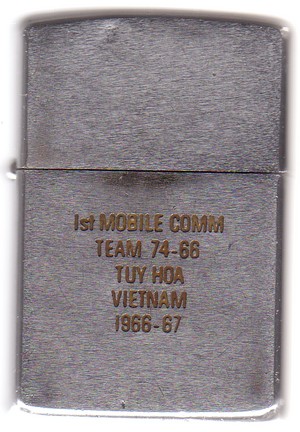 1st MOBILE COMM
TEAM 74-66
TUY HOA
VIETNAM
1966-67